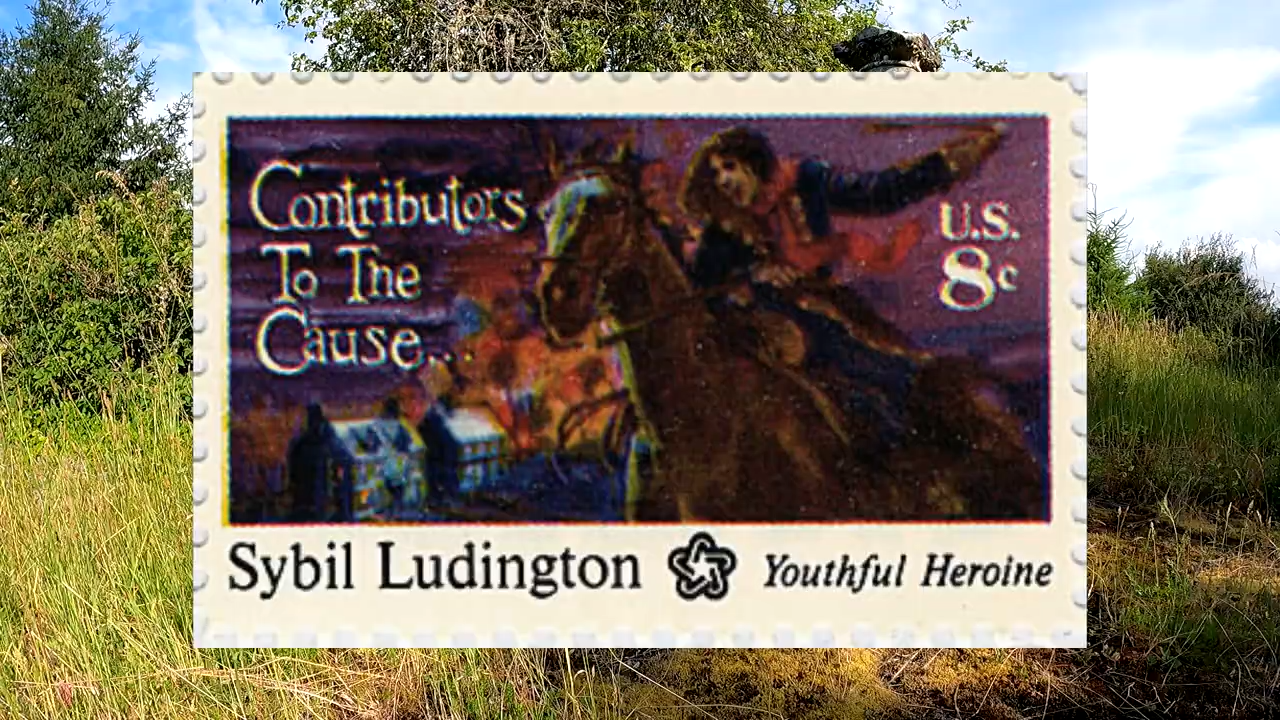 Contributors
To The
Cause...
U.S.
8c
Sybil Ludington Youthful Heroine